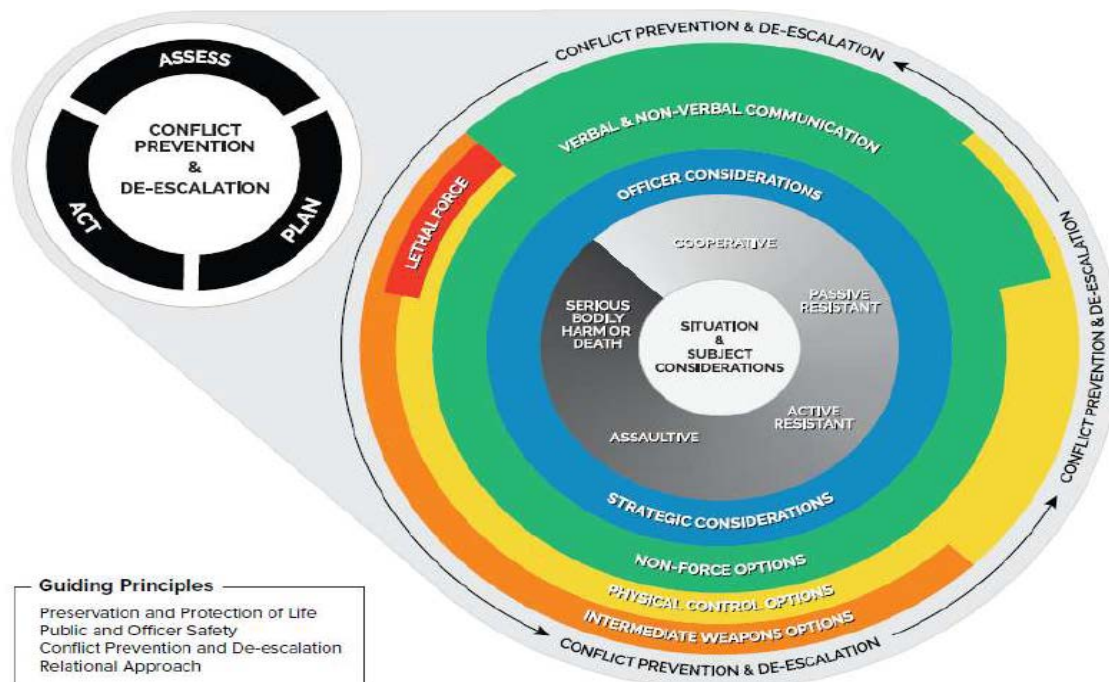 ASSESS
CONFLICT
PREVENTION
&
DE-ESCALATION
ACT
PLAN
CONFLICT PREVENTION & DE-ESCALATION
VERBAL & NON-VERBAL COMMUNICATION
OFFICER CONSIDERATIONS
LETHAL FORCE
COOPERATIVE
PASSIVE
RESISTANT
SERIOUS
BODILY
HARM OR
DEATH
SITUATION
&
SUBJECT
CONSIDERATIONS
ACTIVE
RESISTANT
ASSAULTIVE
CONFLICT PREVENTION & DE-ESCALATION
STRATEGIC CONSIDERATIONS
NON-FORCE OPTIONS
PHYSICAL CONTROL OPTIONS
INTERMEDIATE WEAPONS OPTIONS
CONFLICT PREVENTION & DE-ESCALATION
Guiding Principles
Preservation and Protection of Life
Public and Officer Safety
Conflict Prevention and De-escalation
Relational Approach